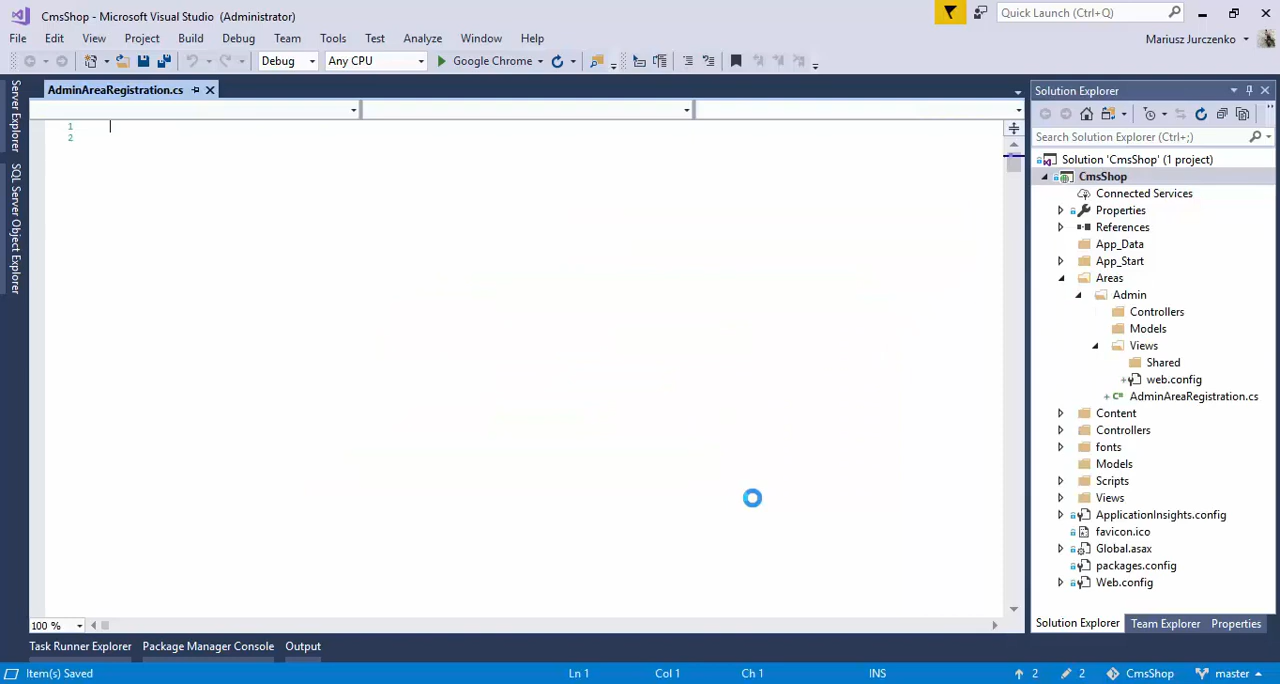 CmsShop - Microsoft Visual Studio (Administrator)
Quick Launch (Ctrl+Q)
File Edit View Project Build Debug Team Tools Test Analyze Window Help
Mariusz Jurczenko
Debug Any CPU Google Chrome
Server Explorer
SQL Server Object Explorer
AdminAreaRegistration.cs
1
2
100 %
Solution Explorer
Search Solution Explorer (Ctrl+;)
Solution 'CmsShop' (1 project)
CmsShop
Connected Services
Properties
References
App_Data
App_Start
Areas
Admin
Controllers
Models
Views
Shared
web.config
AdminAreaRegistration.cs
Content
Controllers
fonts
Models
Scripts
Views
ApplicationInsights.config
favicon.ico
Global.asax
packages.config
Web.config
Solution Explorer Team Explorer Properties
Task Runner Explorer Package Manager Console Output
Item(s) Saved Ln 1 Col 1 Ch 1 INS 2 2 CmsShop master